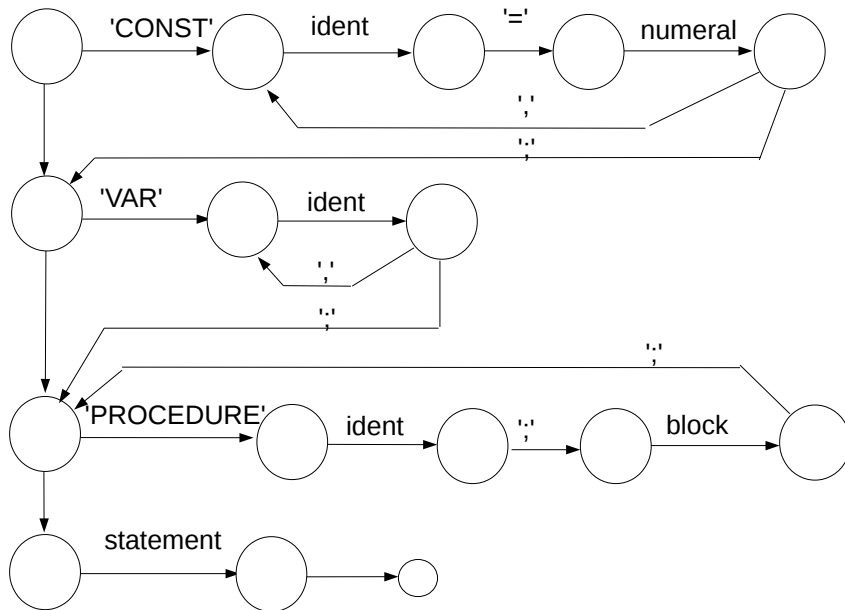 'CONST' ident '=' numeral
','
';'
'VAR' ident
','
';'
';'
'PROCEDURE' ident ';' block
statement